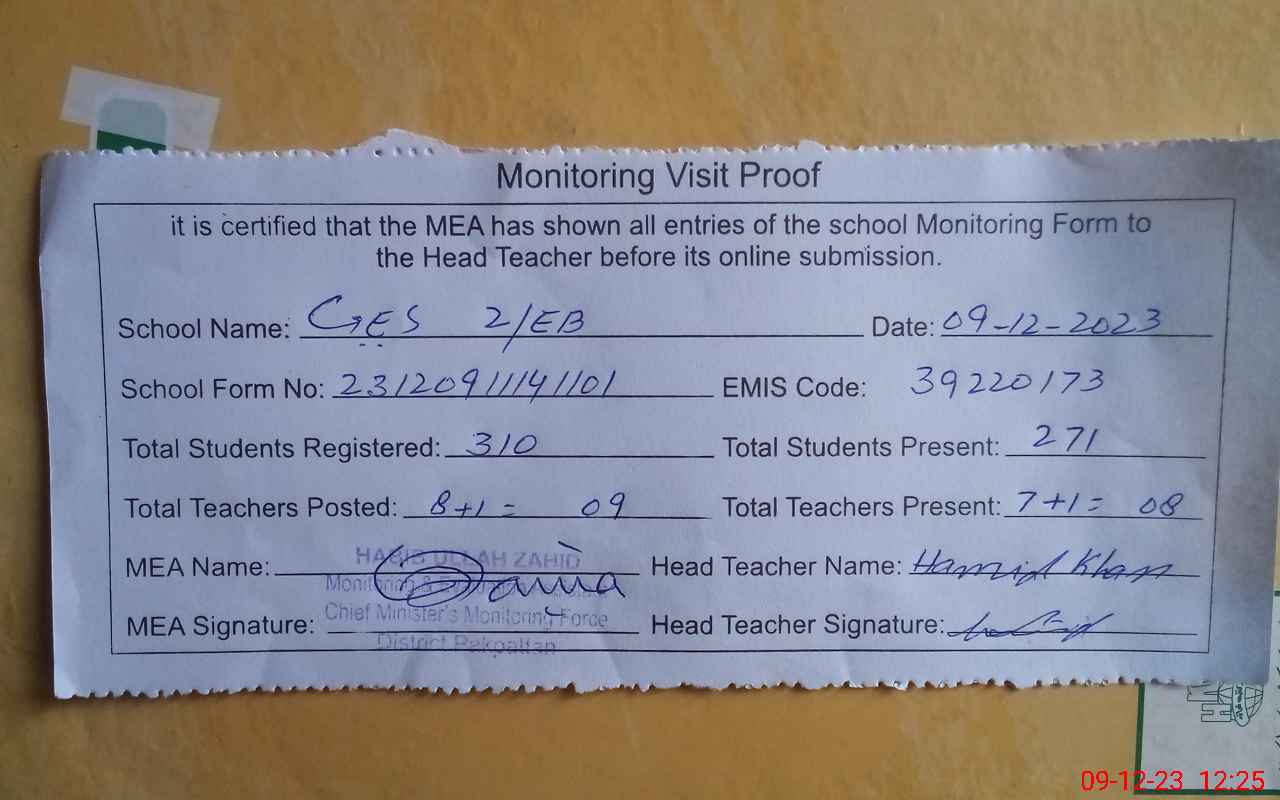 Monitoring Visit Proof
it is certified that the MEA has shown all entries of the school Monitoring Form to
the Head Teacher before its online submission.
School Name: GES 2/EB Date: 09-12-2023
School Form No: 23120911141101 EMIS Code: 39220173
Total Students Registered: 310 Total Students Present: 271
Total Teachers Posted: 8+1= 09 Total Teachers Present: 7+1= 08
MEA Name: HABIB ULLAH ZAHID Head Teacher Name: Hamid Khan
Monitoring &
MEA Signature: Chief Minister's Monitoring Force Head Teacher Signature:
District Pakpattan
09-12-23 12:25